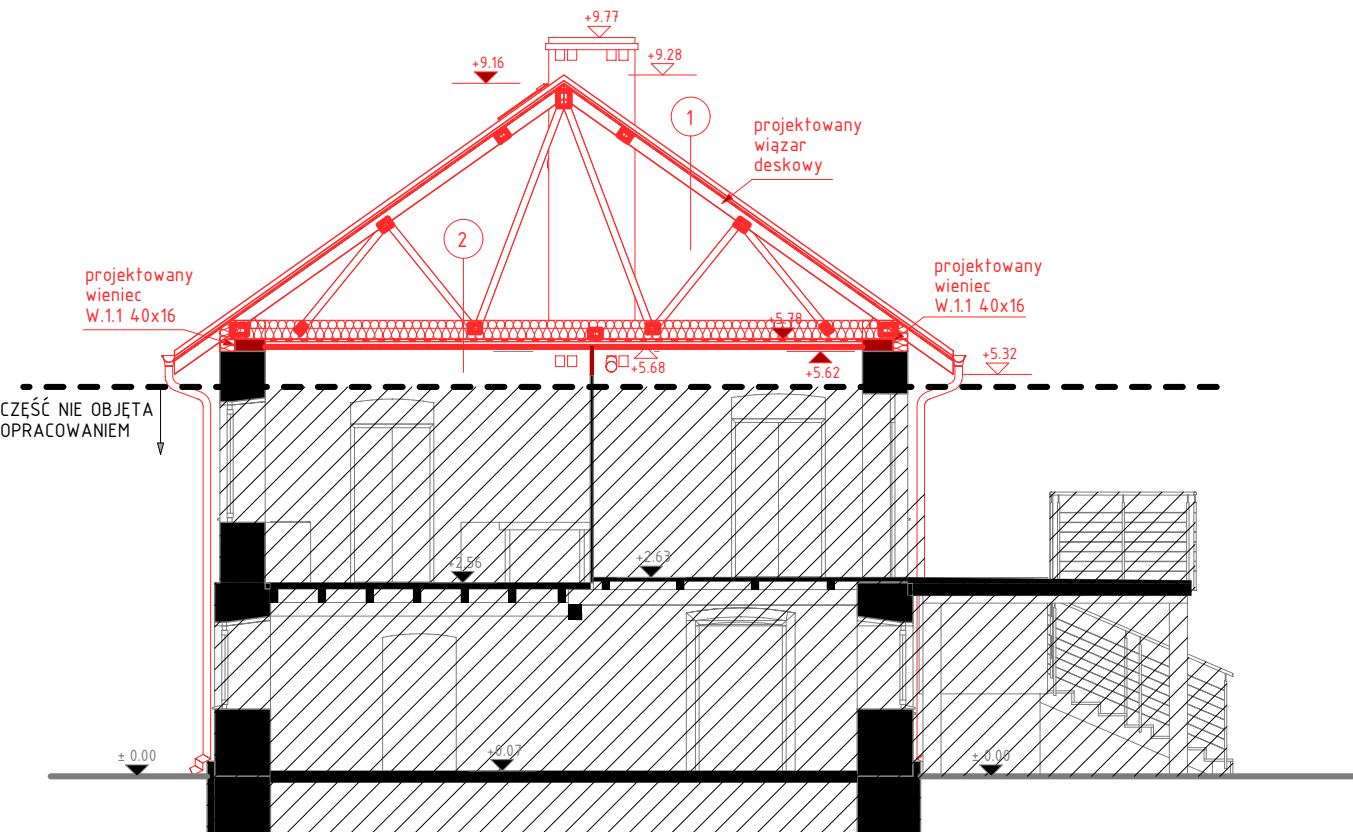 +9.77
+9.16
+9.28
1
projektowany
wiązar
deskowy
2
projektowany
wieniec
W.1.1 40x16
projektowany
wieniec
W.1.1 40x16
+5.78
+5.68
+5.62
+5.32
CZĘŚĆ NIE OBJĘTA
OPRACOWANIEM
+2.56
+2.63
± 0.00
+0.07
± 0.00